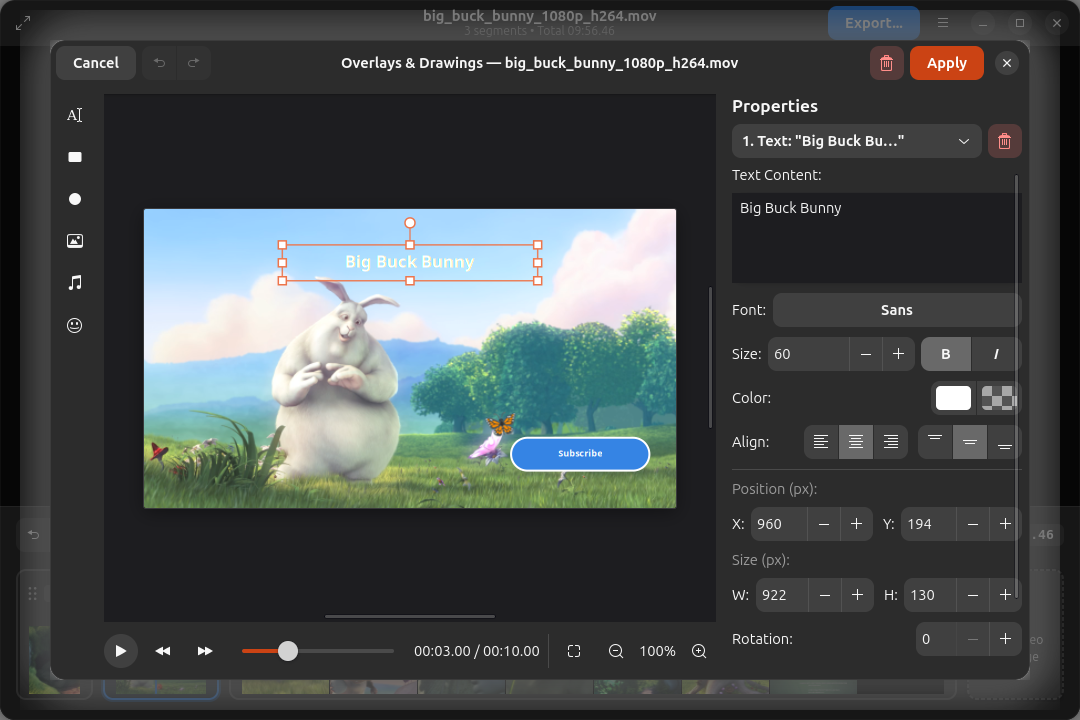 big_buck_bunny_1080p_h264.mov
3 segments • Total 09:56.46
Export...
Cancel
Overlays & Drawings — big_buck_bunny_1080p_h264.mov
Apply
Properties
1. Text: "Big Buck Bu..."
Text Content:
Big Buck Bunny
Big Buck Bunny
Font: Sans
Size: 60 B I
Color:
Align:
Subscribe
Position (px):
X: 960 Y: 194
.46
Size (px):
W: 922 H: 130
Rotation: 0
00:03.00 / 00:10.00 100%